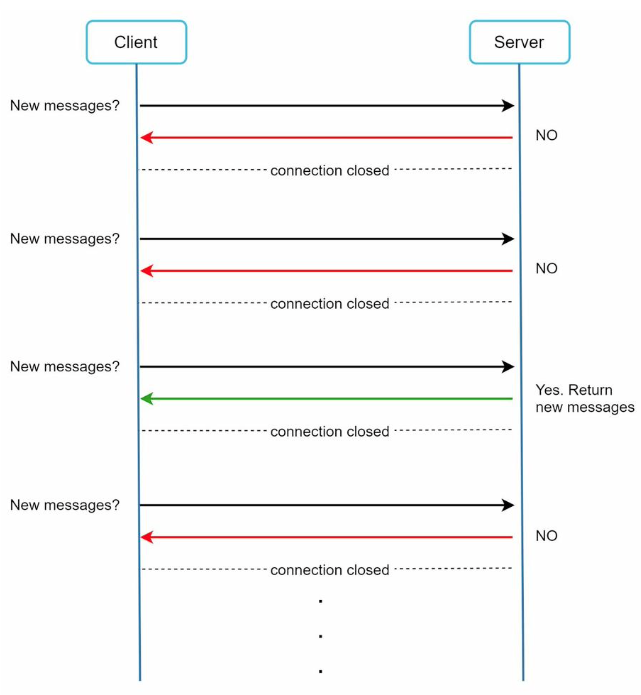 Client
Server
New messages?
NO
connection closed
New messages?
NO
connection closed
New messages?
Yes. Return
new messages
connection closed
New messages?
NO
connection closed